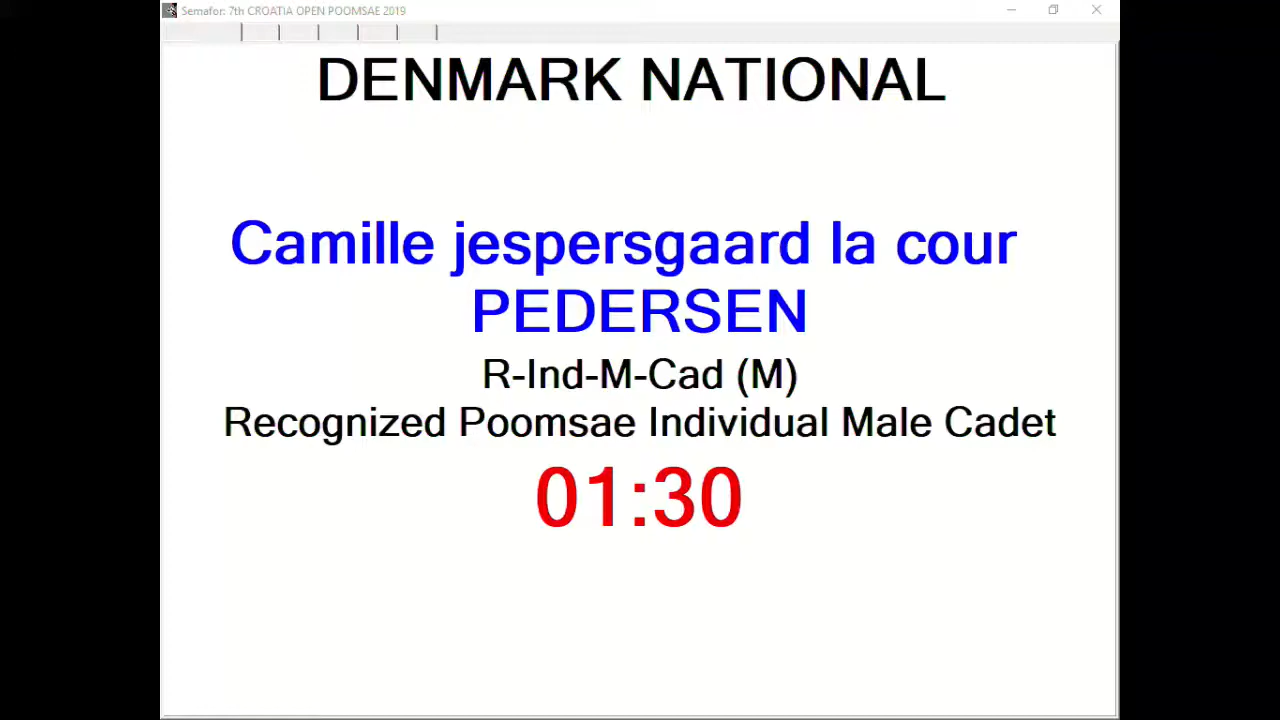 Semafor: 7th CROATIA OPEN POOMSAE 2019
DENMARK NATIONAL
Camille jespersgaard la cour
PEDERSEN
R-Ind-M-Cad (M)
Recognized Poomsae Individual Male Cadet
01:30